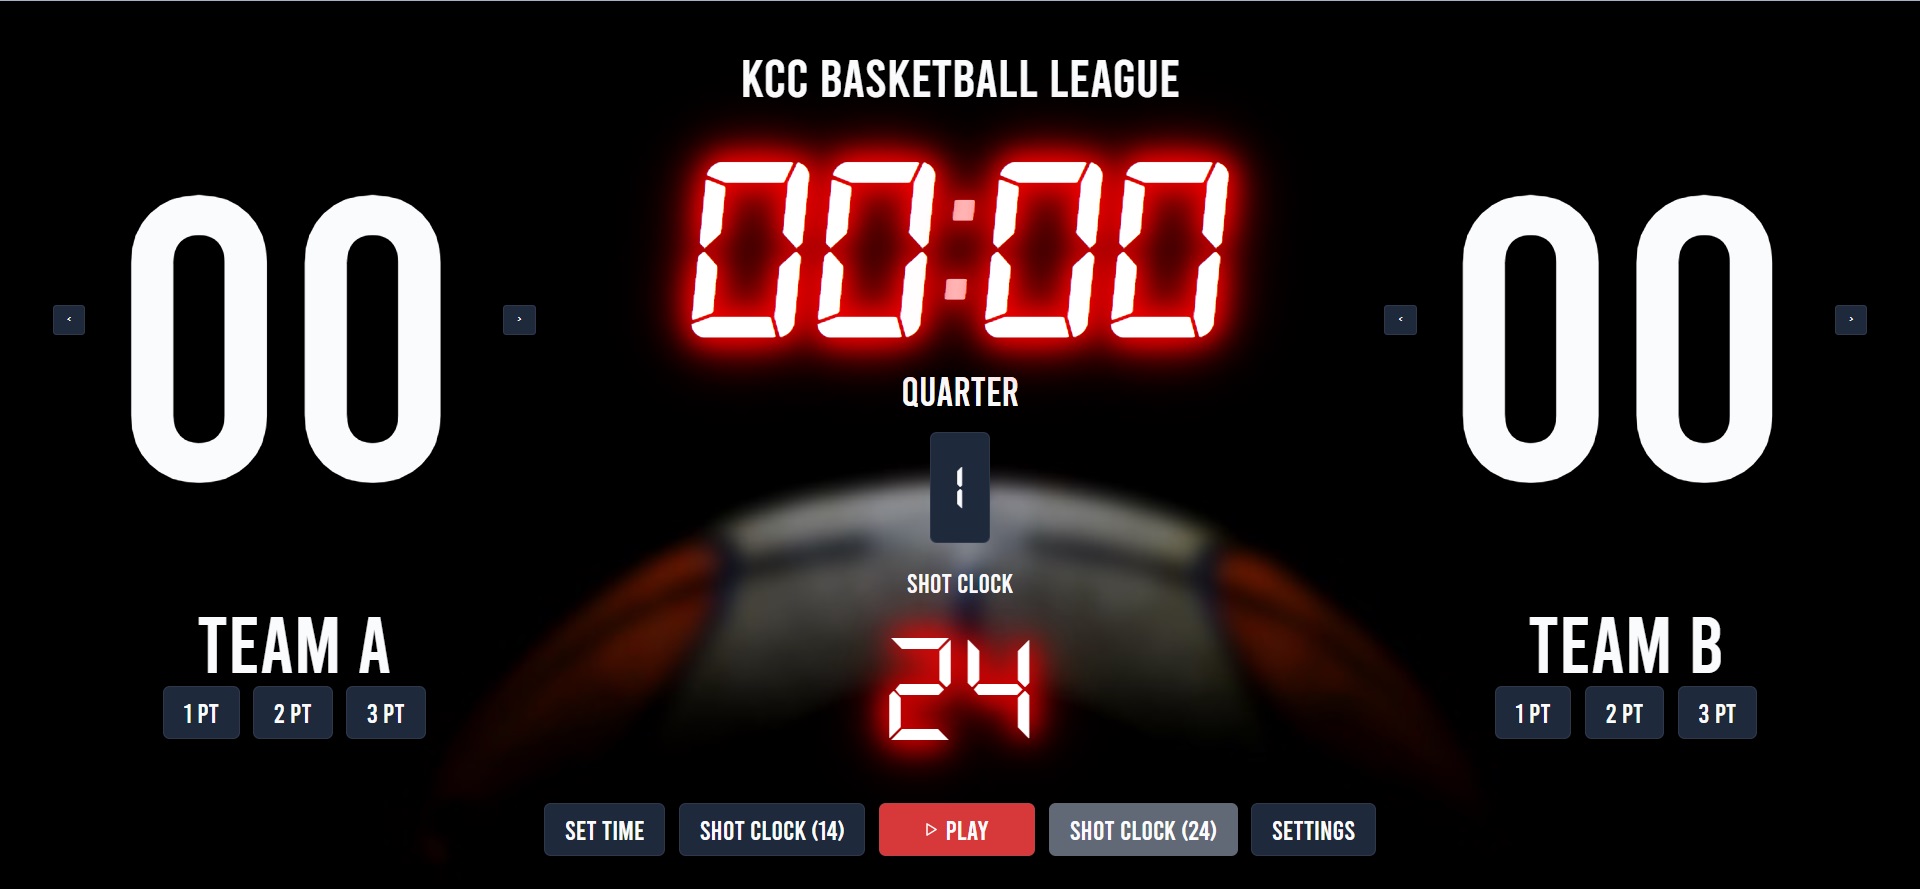 KCC BASKETBALL LEAGUE
00:00
00
00
< >
< >
QUARTER
1
SHOT CLOCK
24
TEAM A
1 PT 2 PT 3 PT
TEAM B
1 PT 2 PT 3 PT
SET TIME SHOT CLOCK (14) ▷ PLAY SHOT CLOCK (24) SETTINGS